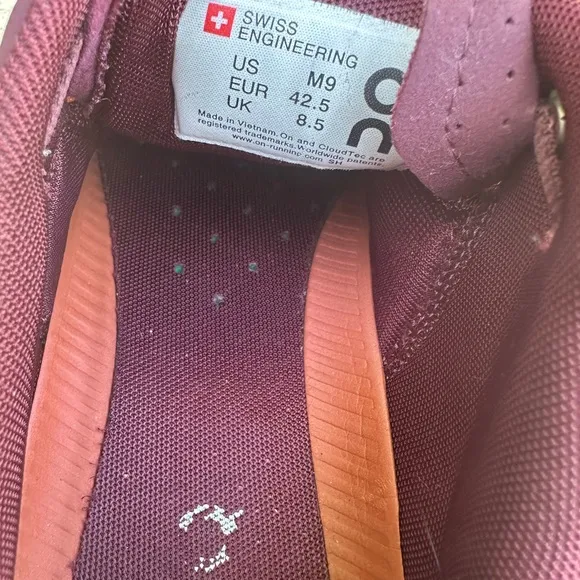 SWISS
ENGINEERING
US M9
EUR 42.5
UK 8.5
on
Made in Vietnam.On and CloudTec are
registered trademarks.Worldwide patents.
www.on-running.com SH